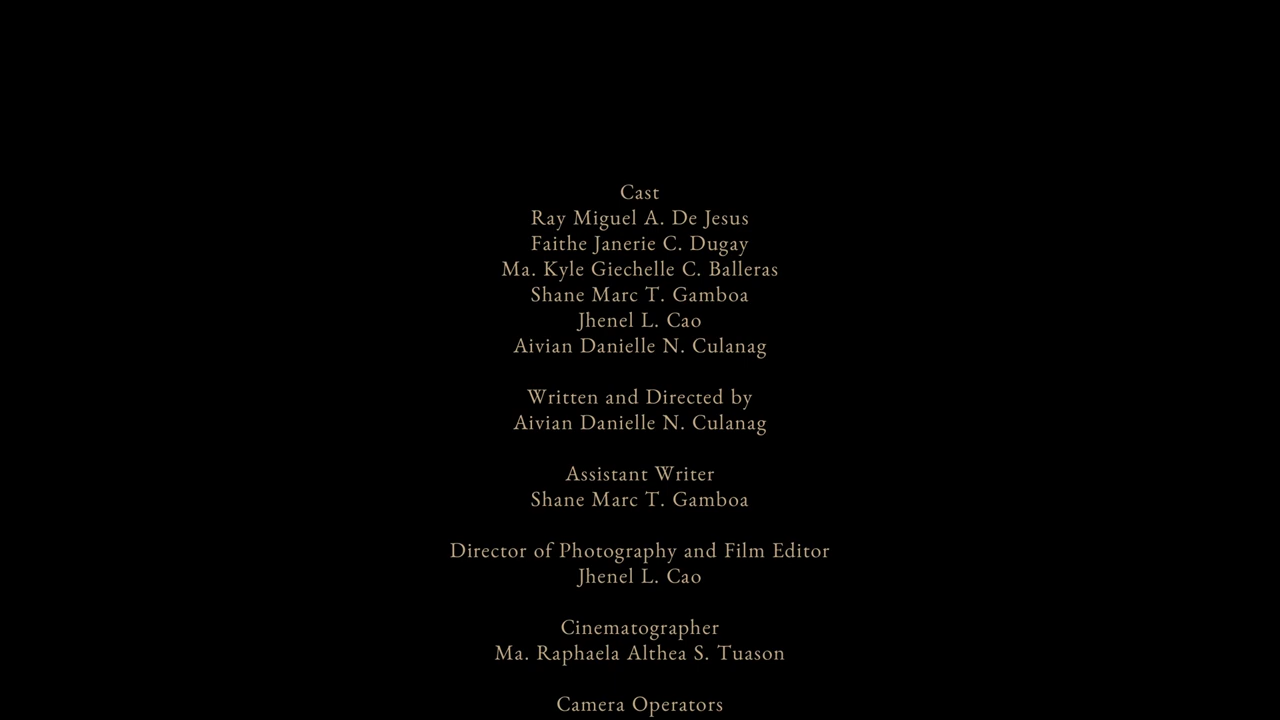 Cast
Ray Miguel A. De Jesus
Faithe Janerie C. Dugay
Ma. Kyle Giechelle C. Balleras
Shane Marc T. Gamboa
Jhenel L. Cao
Aivian Danielle N. Culanag
Written and Directed by
Aivian Danielle N. Culanag
Assistant Writer
Shane Marc T. Gamboa
Director of Photography and Film Editor
Jhenel L. Cao
Cinematographer
Ma. Raphaela Althea S. Tuason
Camera Operators